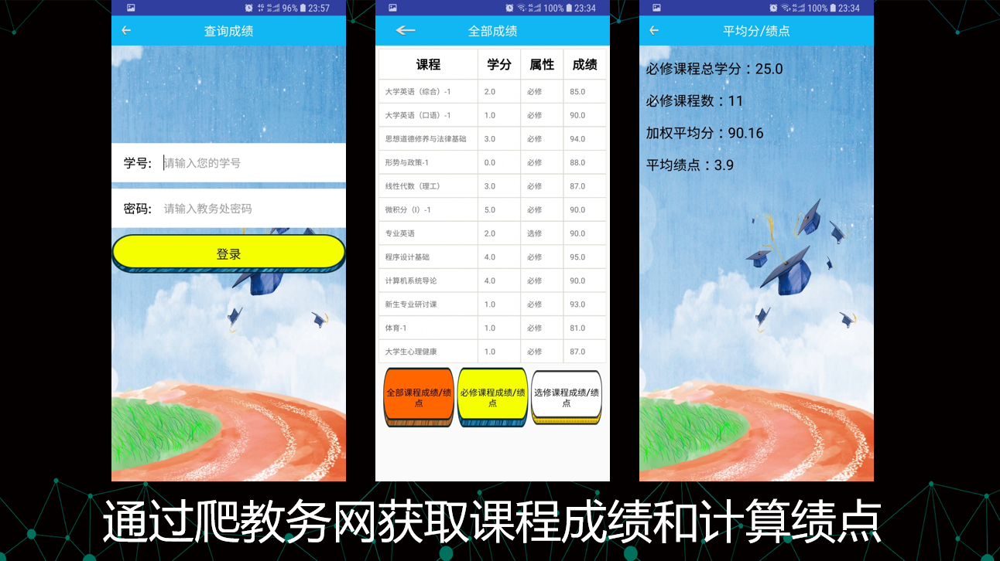 96% 23:57
查询成绩
学号: 请输入您的学号
密码: 请输入教务处密码
登录
100% 23:34
全部成绩
课程 学分 属性 成绩
大学英语（综合）-1 2.0 必修 85.0
大学英语（口语）-1 1.0 必修 90.0
思想道德修养与法律基础 3.0 必修 94.0
形势与政策-1 0.0 必修 88.0
线性代数（理工） 3.0 必修 87.0
微积分（I）-1 5.0 必修 90.0
专业英语 2.0 选修 90.0
程序设计基础 4.0 必修 95.0
计算机系统导论 4.0 必修 90.0
新生专业研讨课 1.0 必修 93.0
体育-1 1.0 必修 81.0
大学生心理健康 1.0 必修 87.0
全部课程成绩/绩
点
必修课程成绩/绩
点
选修课程成绩/绩
点
100% 23:34
平均分/绩点
必修课程总学分：25.0
必修课程数：11
加权平均分：90.16
平均绩点：3.9
通过爬教务网获取课程成绩和计算绩点